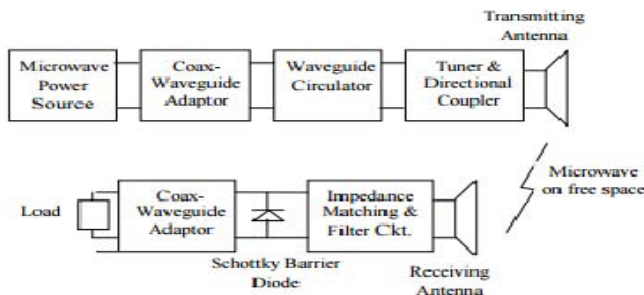 Transmitting
Antenna
Microwave
Power
Source
Coax-
Waveguide
Adaptor
Waveguide
Circulator
Tuner &
Directional
Coupler
Microwave
on free space
Load
Coax-
Waveguide
Adaptor
Schottky Barrier
Diode
Impedance
Matching &
Filter Ckt.
Receiving
Antenna